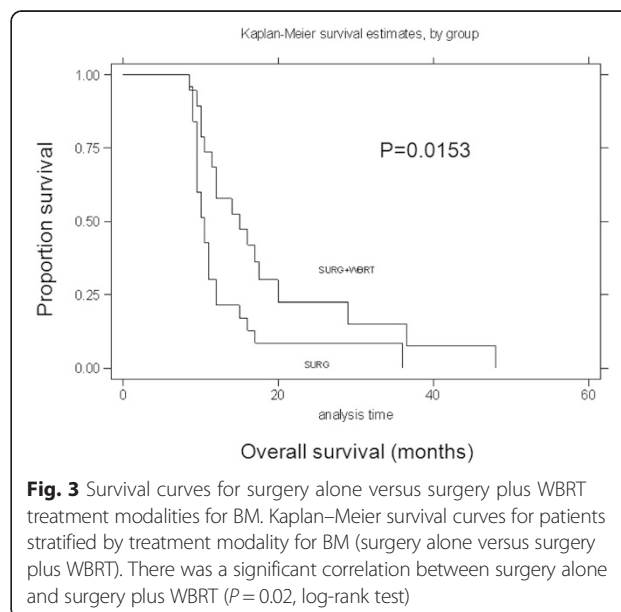 Kaplan-Meier survival estimates, by group
1.00
0.75
0.50
0.25
0.00
Proportion survival
P=0.0153
SURG+WBRT
SURG
0 20 40 60
analysis time
Overall survival (months)
Fig. 3 Survival curves for surgery alone versus surgery plus WBRT
treatment modalities for BM. Kaplan–Meier survival curves for patients
stratified by treatment modality for BM (surgery alone versus surgery
plus WBRT). There was a significant correlation between surgery alone
and surgery plus WBRT (P = 0.02, log-rank test)